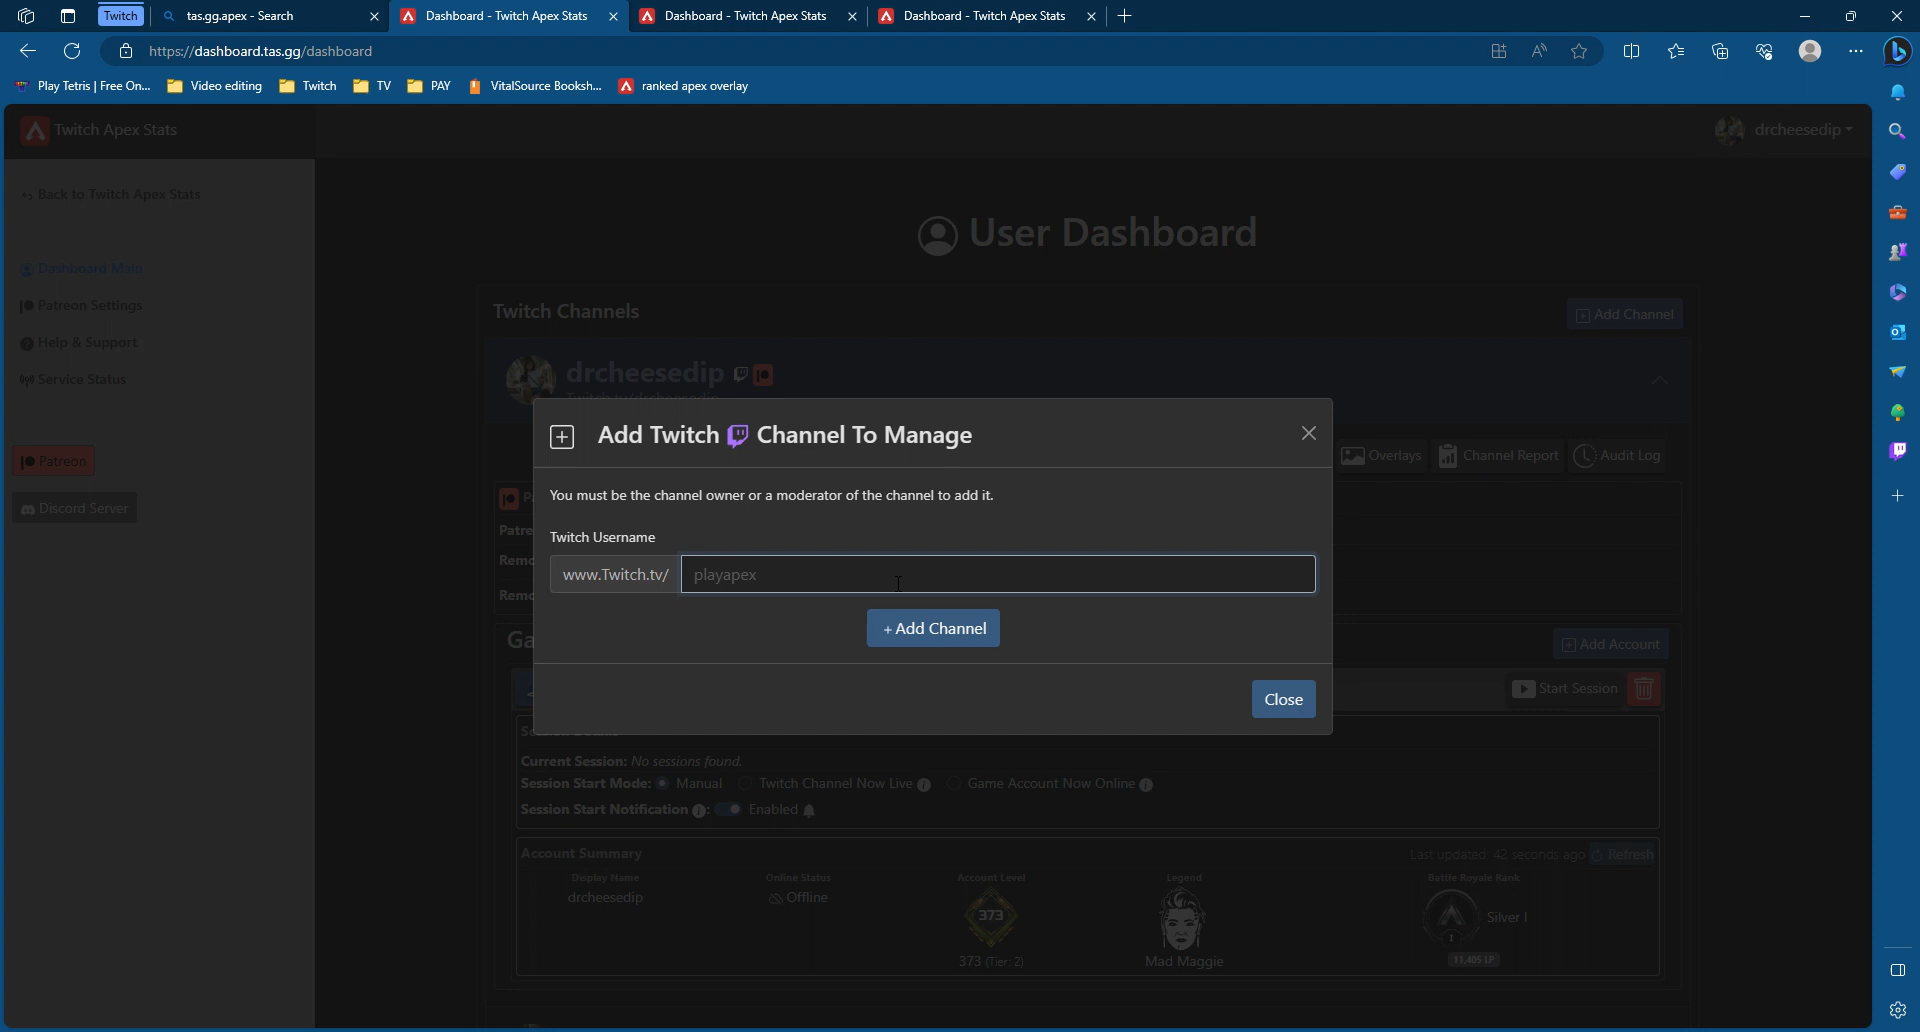 Twitch
tas.gg.apex - Search
Dashboard - Twitch Apex Stats
Dashboard - Twitch Apex Stats
Dashboard - Twitch Apex Stats
https://dashboard.tas.gg/dashboard
Play Tetris | Free On...
Video editing
Twitch
TV
PAY
VitalSource Booksh...
ranked apex overlay
Twitch Apex Stats
drcheesedip
Back to Twitch Apex Stats
Dashboard Main
Patreon Settings
Help & Support
Service Status
Patreon
Discord Server
User Dashboard
Twitch Channels
Add Channel
drcheesedip
Twitch.tv/drcheesedip
Overlays
Channel Report
Audit Log
Add Twitch Channel To Manage
You must be the channel owner or a moderator of the channel to add it.
Twitch Username
www.Twitch.tv/
playapex
+ Add Channel
Close
Add Account
Start Session
Current Session: No sessions found.
Session Start Mode: Manual Twitch Channel Now Live Game Account Now Online
Session Start Notification : Enabled
Account Summary
Last updated: 42 seconds ago
Refresh
Display Name
drcheesedip
Online Status
Offline
Account Level
373
373 (Tier: 2)
Legend
Mad Maggie
Battle Royale Rank
Silver I
11,405 LP